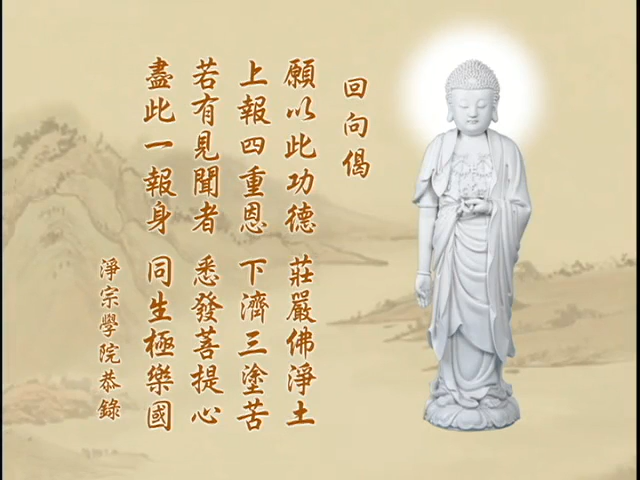 回向偈
願以此功德 莊嚴佛淨土
上報四重恩 下濟三塗苦
若有見聞者 悉發菩提心
盡此一報身 同生極樂國
淨宗學院恭錄